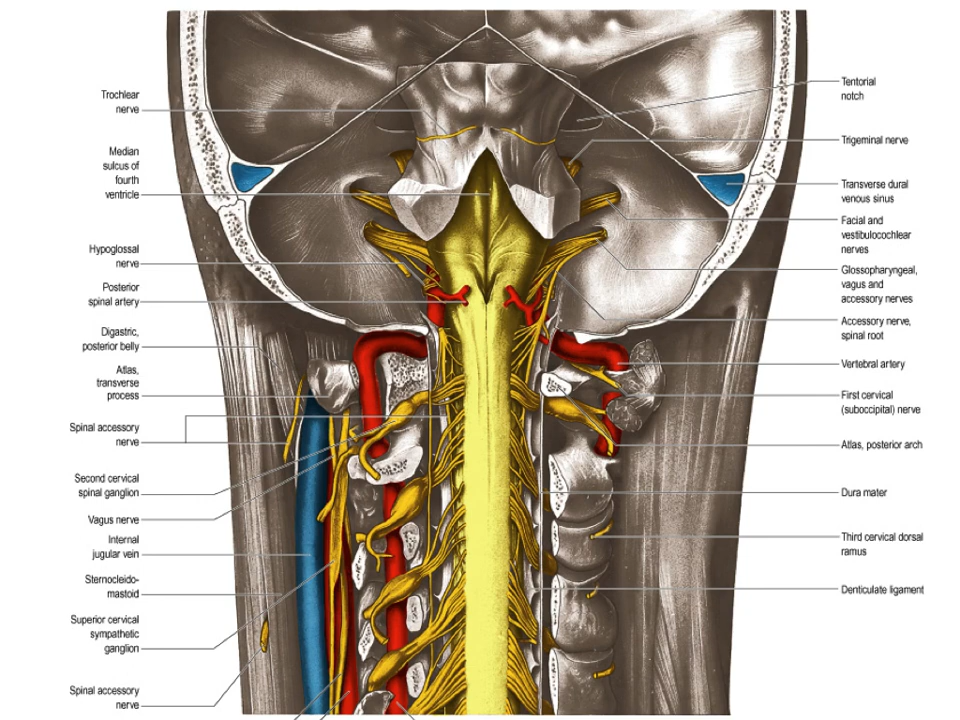 Trochlear
nerve
Median
sulcus of
fourth
ventricle
Hypoglossal
nerve
Posterior
spinal artery
Digastric,
posterior belly
Atlas,
transverse
process
Spinal accessory
nerve
Second cervical
spinal ganglion
Vagus nerve
Internal
jugular vein
Sternocleido-
mastoid
Superior cervical
sympathetic
ganglion
Spinal accessory
nerve
Tentorial
notch
Trigeminal nerve
Transverse dural
venous sinus
Facial and
vestibulocochlear
nerves
Glossopharyngeal,
vagus and
accessory nerves
Accessory nerve,
spinal root
Vertebral artery
First cervical
(suboccipital) nerve
Atlas, posterior arch
Dura mater
Third cervical dorsal
ramus
Denticulate ligament